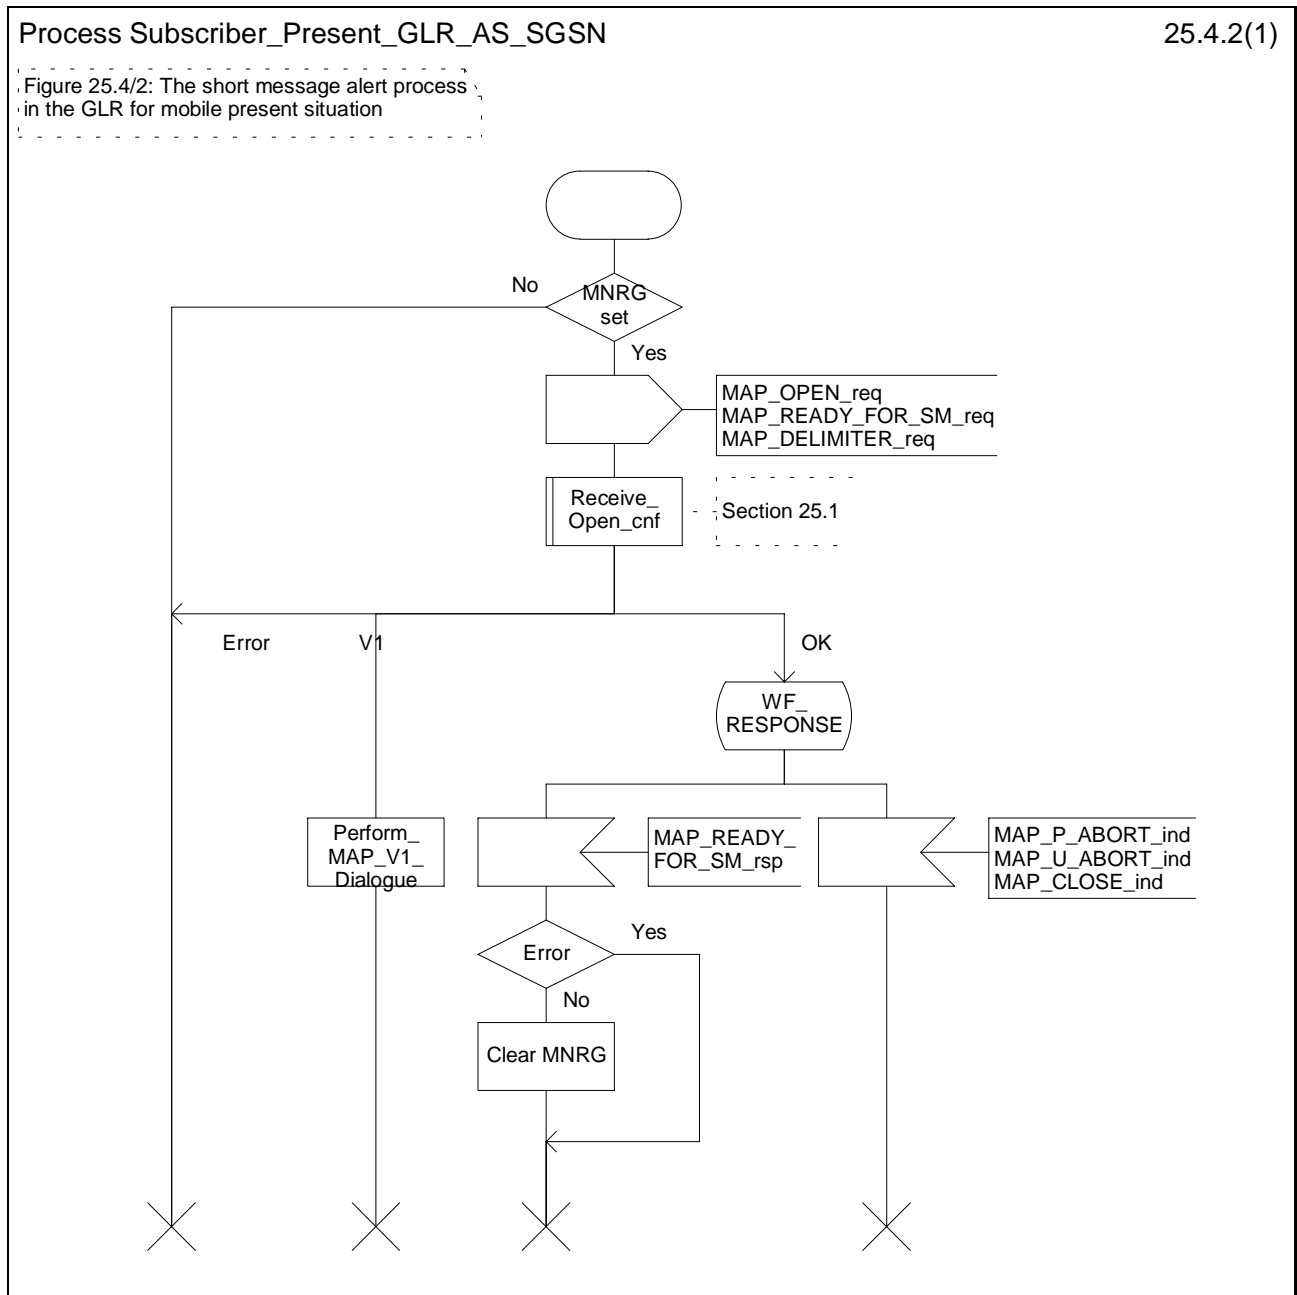 Process Subscriber_Present_GLR_AS_SGSN
25.4.2(1)
Figure 25.4/2: The short message alert process
in the GLR for mobile present situation
No
MNRG
set
Yes
MAP_OPEN_req
MAP_READY_FOR_SM_req
MAP_DELIMITER_req
Receive_
Open_cnf
Section 25.1
Error
V1
OK
WF_
RESPONSE
Perform_
MAP_V1_
Dialogue
MAP_READY_
FOR_SM_rsp
MAP_P_ABORT_ind
MAP_U_ABORT_ind
MAP_CLOSE_ind
Error
Yes
No
Clear MNRG